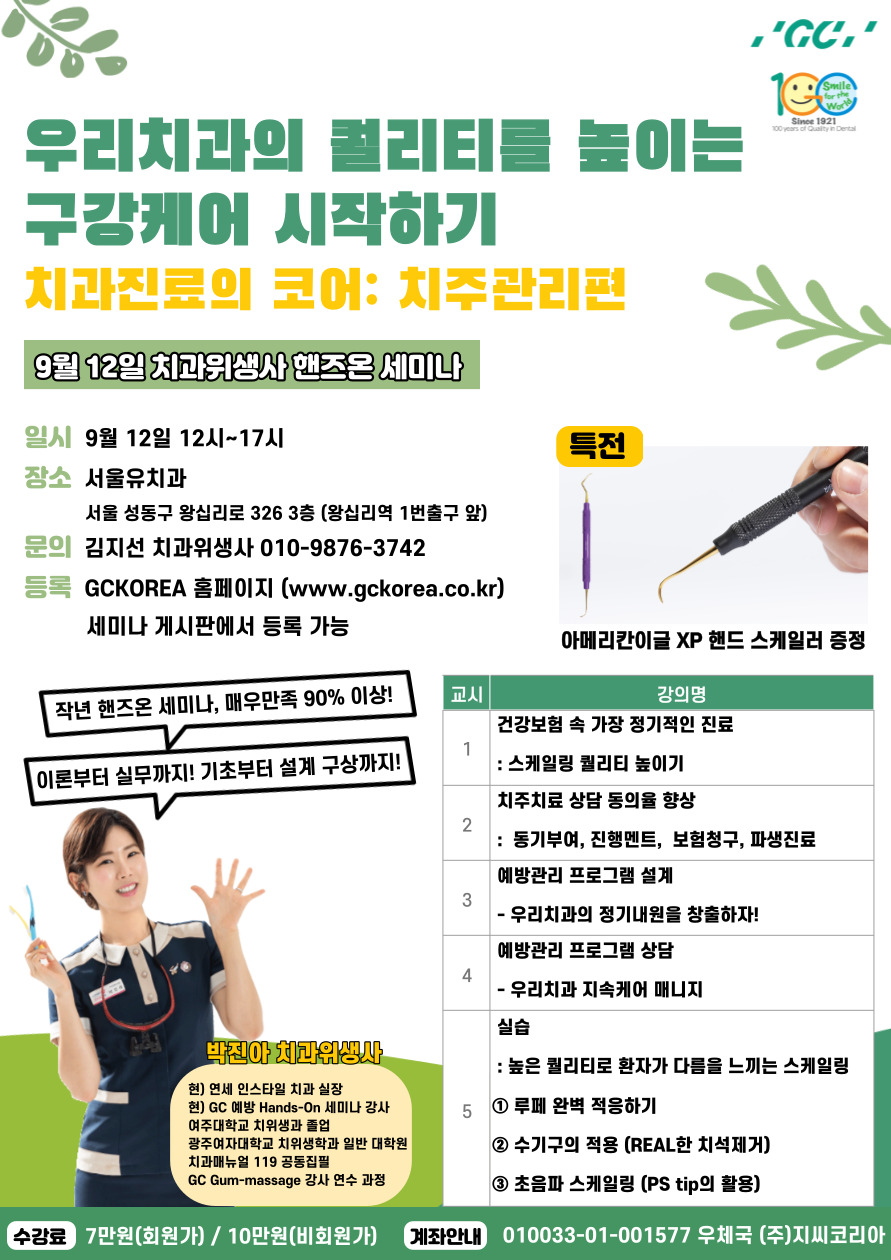 GC
100
Smile for the World
Since 1921
100 years of Quality in Dental
우리치과의 퀄리티를 높이는
구강케어 시작하기
치과진료의 코어: 치주관리편
9월 12일 치과위생사 핸즈온 세미나
일시 9월 12일 12시~17시
장소 서울유치과
서울 성동구 왕십리로 326 3층 (왕십리역 1번출구 앞)
문의 김지선 치과위생사 010-9876-3742
등록 GCKOREA 홈페이지 (www.gckorea.co.kr)
세미나 게시판에서 등록 가능
특전
아메리칸이글 XP 핸드 스케일러 증정
작년 핸즈온 세미나, 매우만족 90% 이상!
이론부터 실무까지! 기초부터 설계 구상까지!
박진아 치과위생사
현) 연세 인스타일 치과 실장
현) GC 예방 Hands-On 세미나 강사
여주대학교 치위생과 졸업
광주여자대학교 치위생학과 일반 대학원
치과매뉴얼 119 공동집필
GC Gum-massage 강사 연수 과정
교시 강의명
1 건강보험 속 가장 정기적인 진료
: 스케일링 퀄리티 높이기
2 치주치료 상담 동의율 향상
: 동기부여, 진행멘트, 보험청구, 파생진료
3 예방관리 프로그램 설계
- 우리치과의 정기내원을 창출하자!
4 예방관리 프로그램 상담
- 우리치과 지속케어 매니지
5 실습
: 높은 퀄리티로 환자가 다름을 느끼는 스케일링
① 루페 완벽 적응하기
② 수기구의 적용 (REAL한 치석제거)
③ 초음파 스케일링 (PS tip의 활용)
수강료 7만원(회원가) / 10만원(비회원가) 계좌안내 010033-01-001577 우체국 (주)지씨코리아